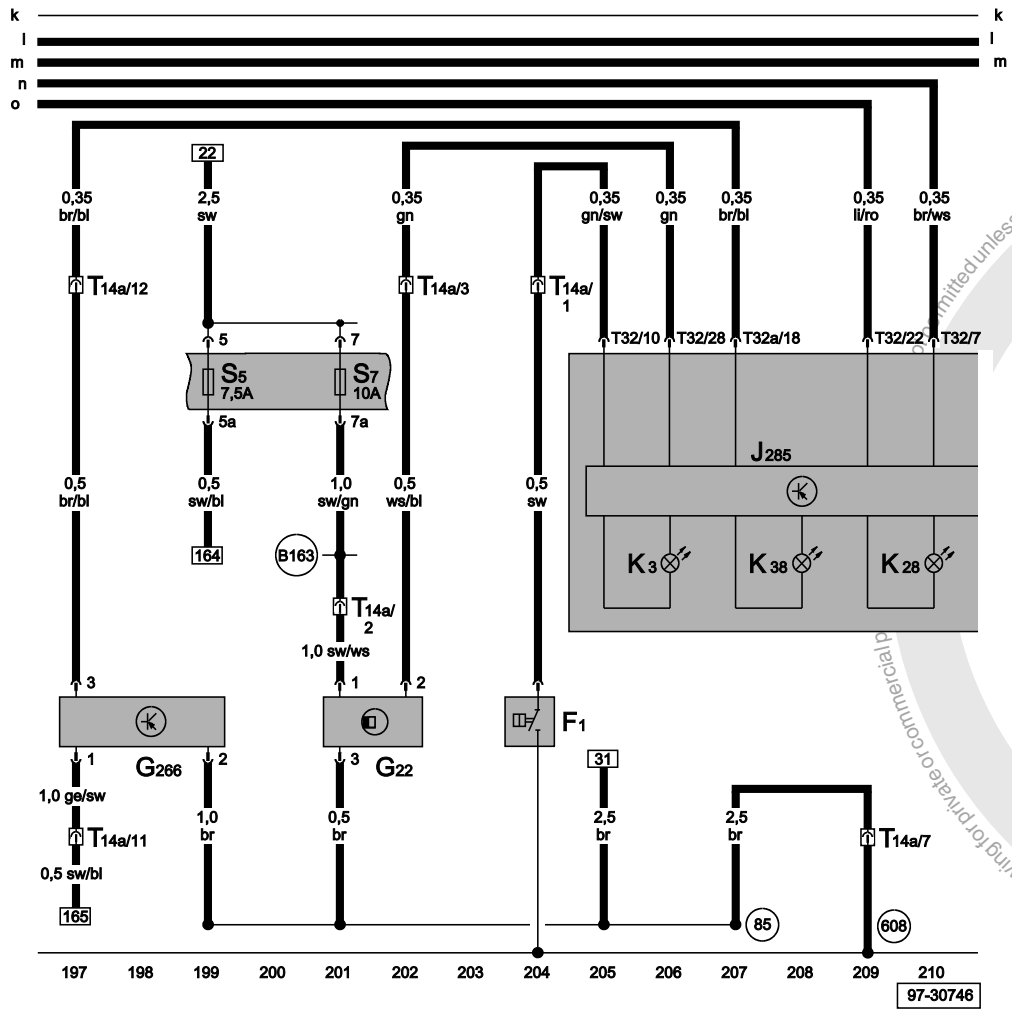 k k
l l
m m
n
o
22
0,35 2,5 0,35 0,35 0,35 0,35 0,35 0,35
br/bl sw gn gn/sw gn br/bl li/ro br/ws
T14a/12 T14a/3 T14a/
1
5 7 T32/10 T32/28 T32a/18 T32/22 T32/7
S5 S7
7,5A 10A
5a 7a
J285
0,5 0,5 1,0 0,5 0,5
br/bl sw/bl sw/gn ws/bl sw
164 B163
K3 K38 K28
T14a/
2
1,0 sw/ws
3 1 2
F1
1 G266 2 3 G22
31
1,0 ge/sw
1,0 0,5 2,5 2,5
br br br br
T14a/11 T14a/7
0,5 sw/bl
165 85 608
197 198 199 200 201 202 203 204 205 206 207 208 209 210
97-30746
permitted unless
ying for private or commercial p